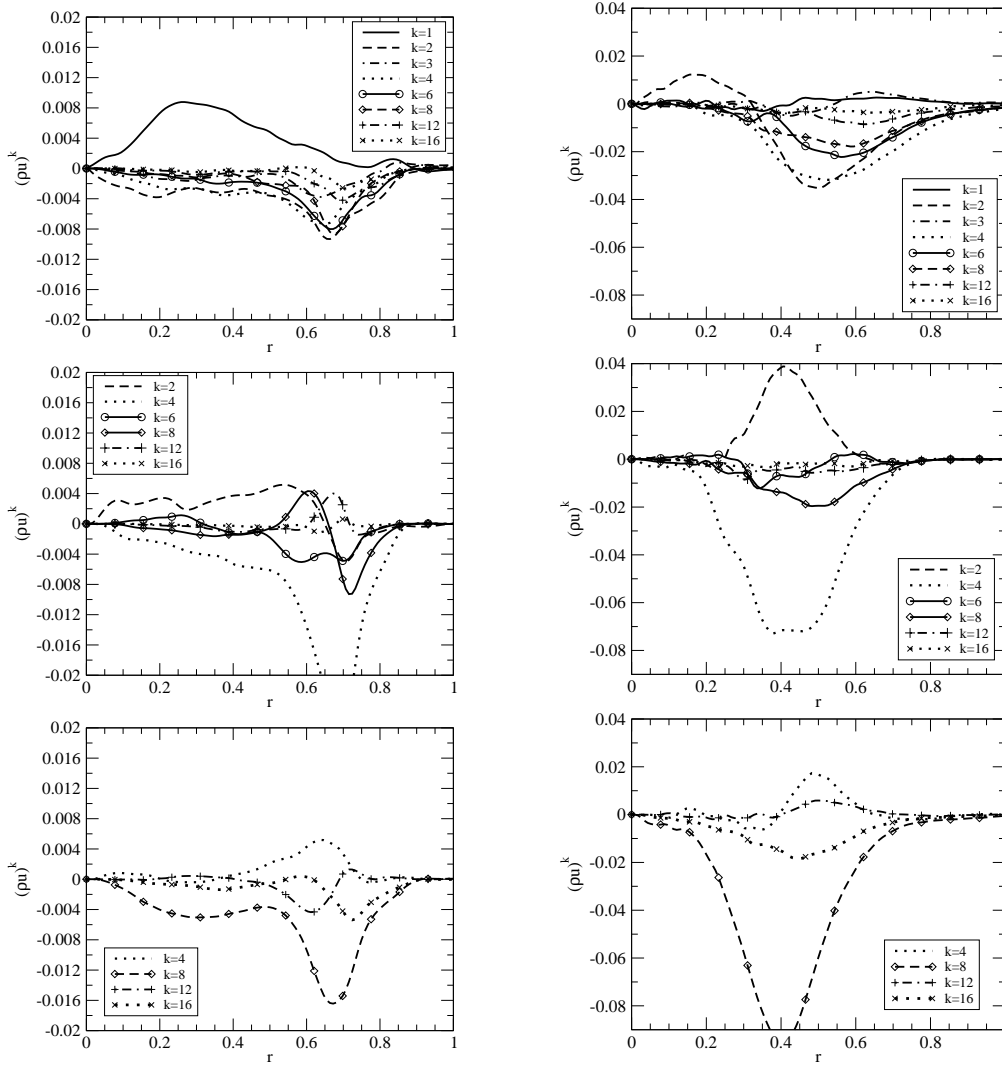 0.02
0.016
0.012
0.008
0.004
0
-0.004
-0.008
-0.012
-0.016
-0.02
(ρu)^k
0 0.2 0.4 0.6 0.8 1
r
k=1
k=2
k=3
k=4
k=6
k=8
k=12
k=16
0.04
0.02
0
-0.02
-0.04
-0.06
-0.08
(ρu)^k
0 0.2 0.4 0.6 0.8
r
k=1
k=2
k=3
k=4
k=6
k=8
k=12
k=16
0.02
0.016
0.012
0.008
0.004
0
-0.004
-0.008
-0.012
-0.016
-0.02
(ρu)^k
0 0.2 0.4 0.6 0.8 1
r
k=2
k=4
k=6
k=8
k=12
k=16
0.04
0.02
0
-0.02
-0.04
-0.06
-0.08
(ρu)^k
0 0.2 0.4 0.6 0.8
r
k=2
k=4
k=6
k=8
k=12
k=16
0.02
0.016
0.012
0.008
0.004
0
-0.004
-0.008
-0.012
-0.016
-0.02
(ρu)^k
0 0.2 0.4 0.6 0.8 1
r
k=4
k=8
k=12
k=16
0.04
0.02
0
-0.02
-0.04
-0.06
-0.08
(ρu)^k
0 0.2 0.4 0.6 0.8
r
k=4
k=8
k=12
k=16